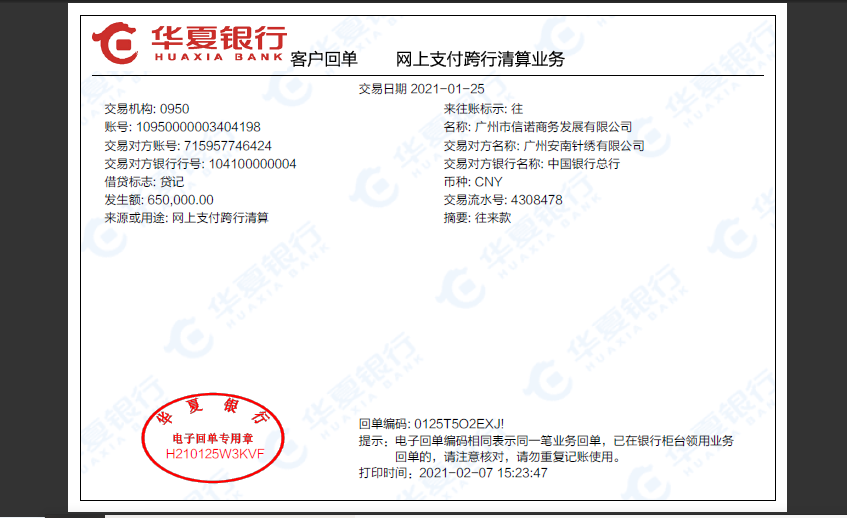 华夏银行
HUAXIA BANK
客户回单 网上支付跨行清算业务
交易日期 2021-01-25
交易机构: 0950 来往账标示: 往
账号: 10950000003404198 名称: 广州市信诺商务发展有限公司
交易对方账号: 715957746424 交易对方名称: 广州安南针绣有限公司
交易对方银行行号: 104100000004 交易对方银行名称: 中国银行总行
借贷标志: 贷记 币种: CNY
发生额: 650,000.00 交易流水号: 4308478
来源或用途: 网上支付跨行清算 摘要: 往来款
华夏银行
电子回单专用章
H210125W3KVF
回单编码: 0125T5O2EXJ!
提示: 电子回单编码相同表示同一笔业务回单，已在银行柜台领用业务
回单的，请注意核对，请勿重复记账使用。
打印时间: 2021-02-07 15:23:47